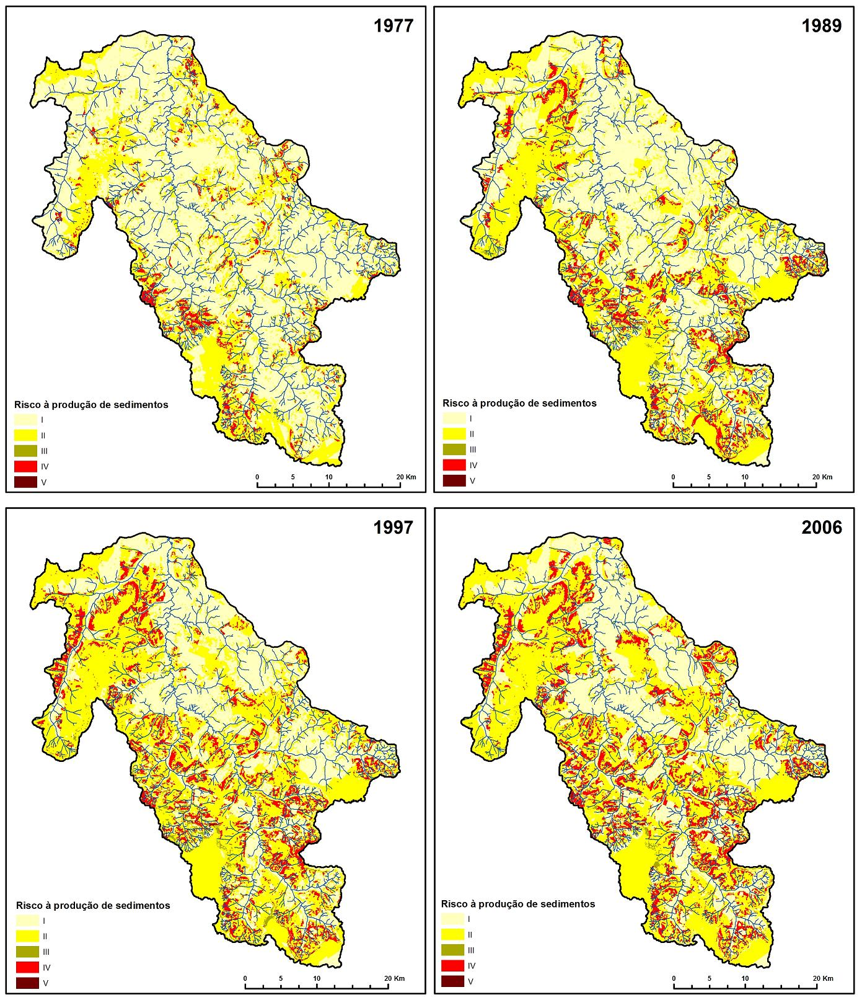 1977
Risco à produção de sedimentos
I
II
III
IV
V
0 5 10 20 Km
1989
Risco à produção de sedimentos
I
II
III
IV
V
0 5 10 20 Km
1997
Risco à produção de sedimentos
I
II
III
IV
V
0 5 10 20 Km
2006
Risco à produção de sedimentos
I
II
III
IV
V
0 5 10 20 Km